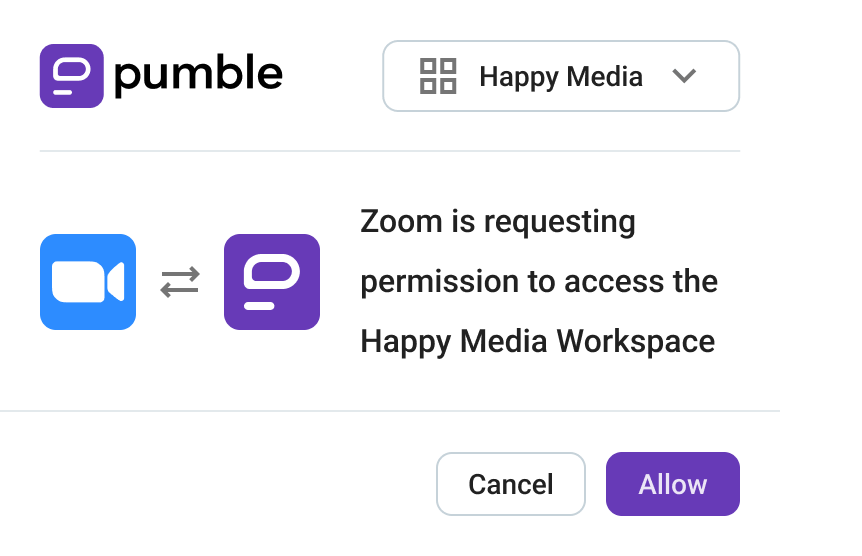 pumble
Happy Media
Zoom is requesting
permission to access the
Happy Media Workspace
Cancel
Allow